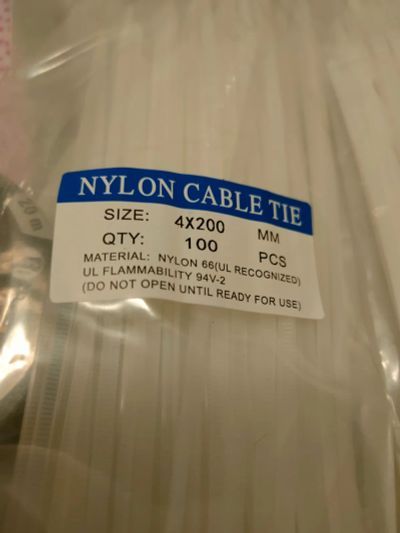 NYLON CABLE TIE
SIZE: 4X200 MM
QTY: 100 PCS
MATERIAL: NYLON 66(UL RECOGNIZED)
UL FLAMMABILITY 94V-2
(DO NOT OPEN UNTIL READY FOR USE)
20 m